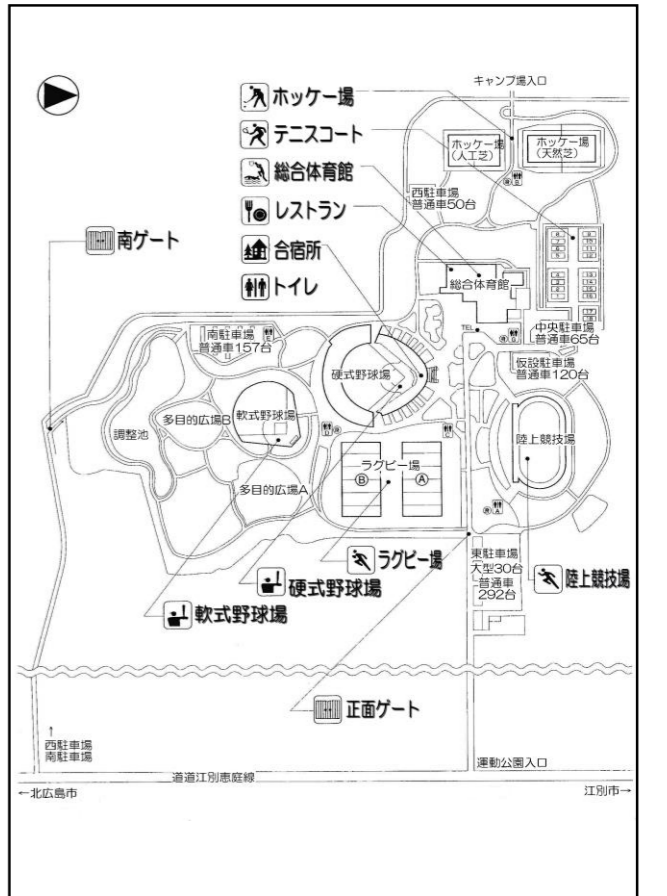 キャンプ場入口
ホッケー場
テニスコート
総合体育館
レストラン
合宿所
トイレ
ホッケー場
(人工芝)
ホッケー場
(天然芝)
西駐車場
普通車50台
南ゲート
総合体育館
TEL
中央駐車場
普通車65台
仮設駐車場
普通車120台
南駐車場
普通車157台
硬式野球場
軟式野球場
多目的広場B
調整池
多目的広場A
ラグビー場
B
A
陸上競技場
東駐車場
大型30台
普通車
292台
ラグビー場
硬式野球場
軟式野球場
陸上競技場
正面ゲート
↑
西駐車場
南駐車場
運動公園入口
道道江別恵庭線
←北広島市
江別市→